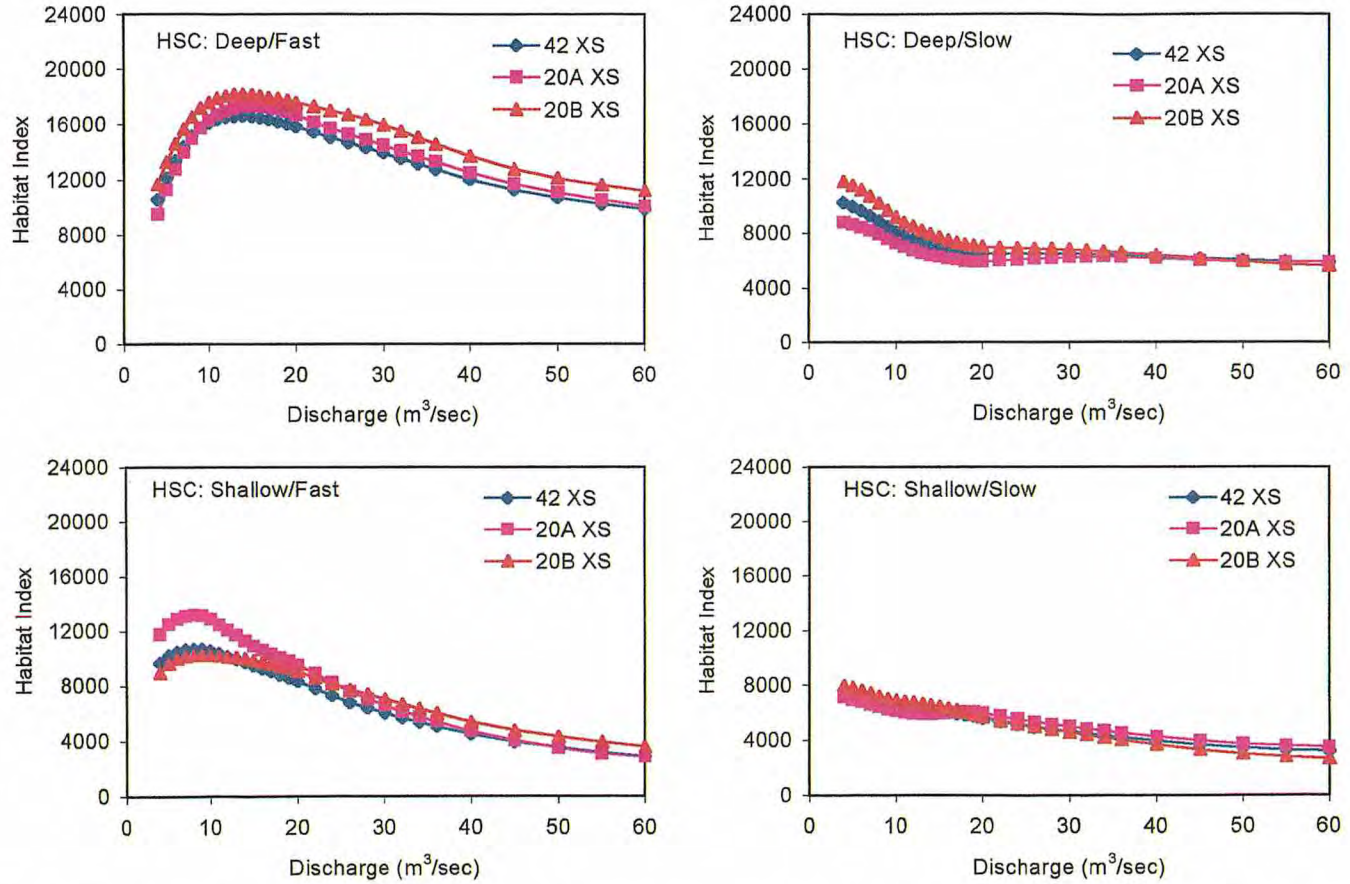 HSC: Deep/Fast
42 XS
20A XS
20B XS
24000
20000
16000
12000
8000
4000
0
Habitat Index
0 10 20 30 40 50 60
Discharge (m³/sec)
HSC: Deep/Slow
42 XS
20A XS
20B XS
24000
20000
16000
12000
8000
4000
0
Habitat Index
0 10 20 30 40 50 60
Discharge (m³/sec)
HSC: Shallow/Fast
42 XS
20A XS
20B XS
24000
20000
16000
12000
8000
4000
0
Habitat Index
0 10 20 30 40 50 60
Discharge (m³/sec)
HSC: Shallow/Slow
42 XS
20A XS
20B XS
24000
20000
16000
12000
8000
4000
0
Habitat Index
0 10 20 30 40 50 60
Discharge (m³/sec)